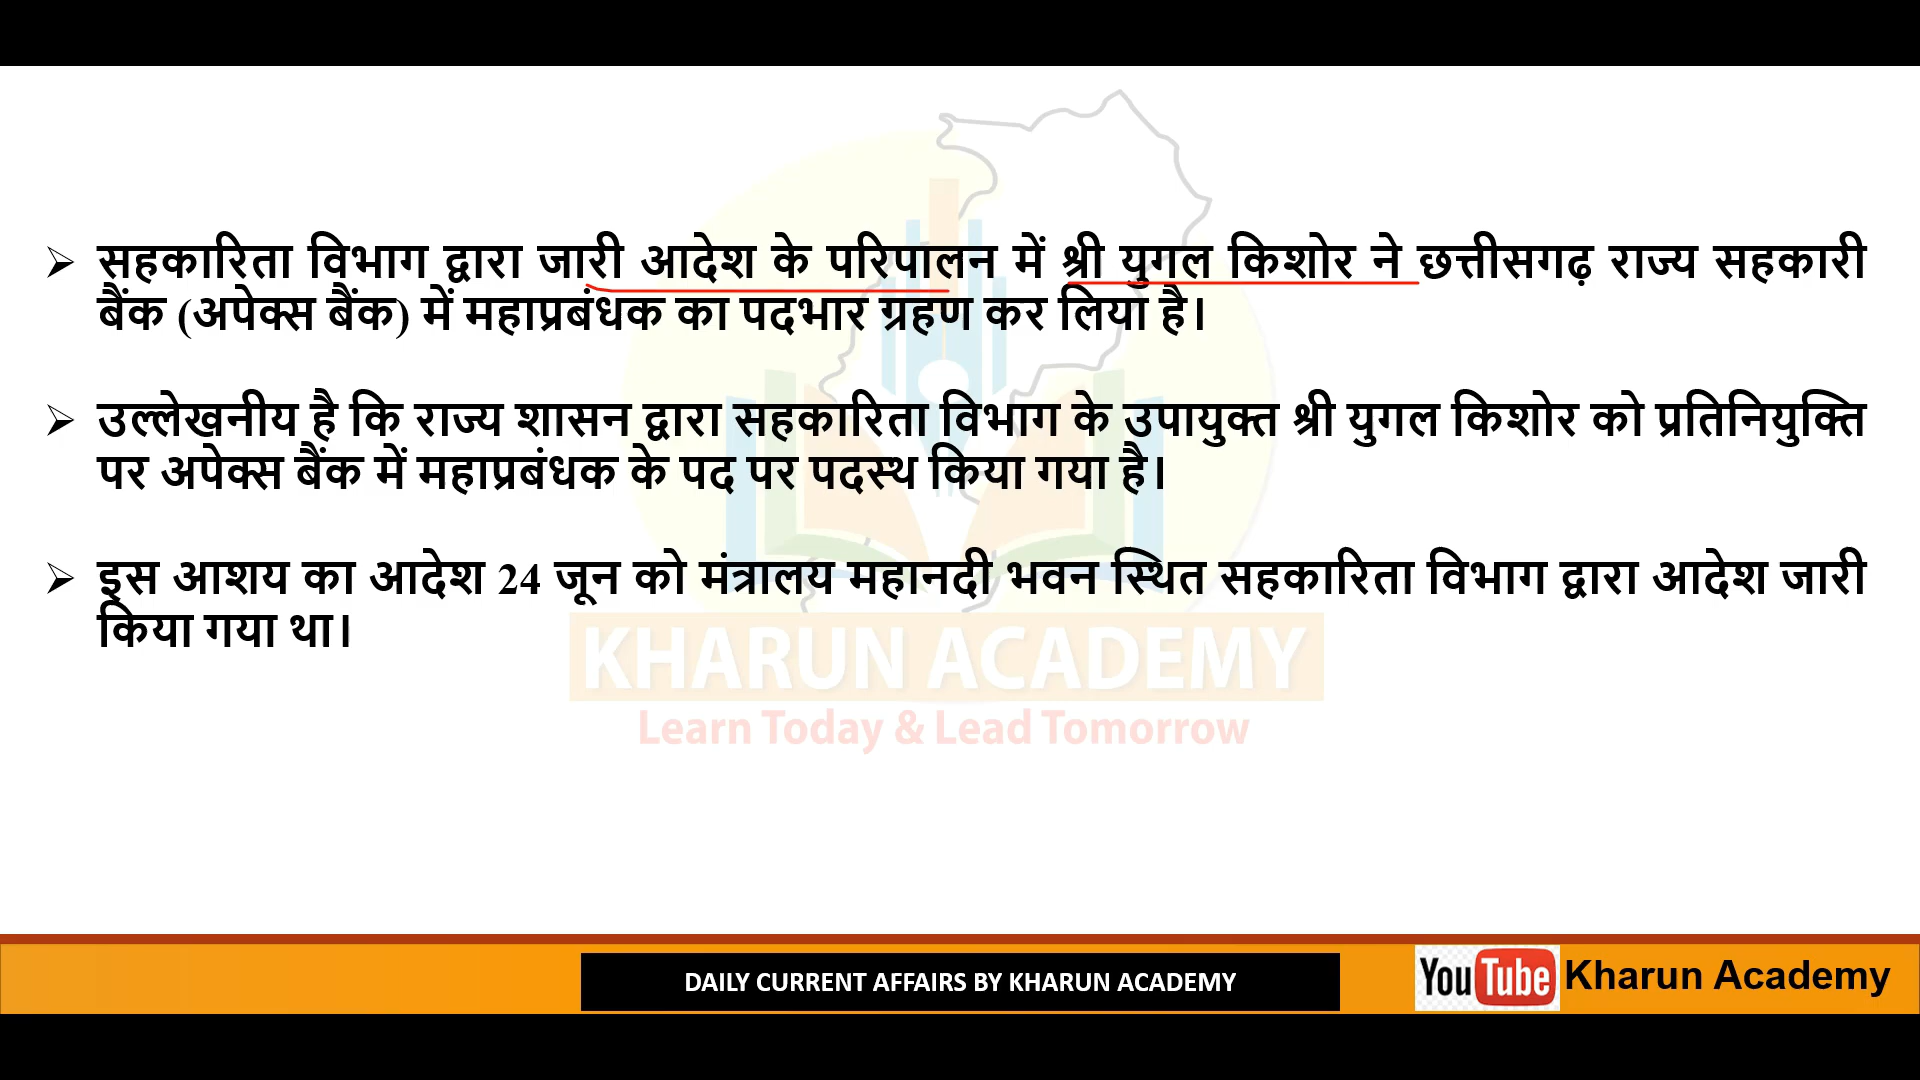 ➢ सहकारिता विभाग द्वारा जारी आदेश के परिपालन में श्री युगल किशोर ने छत्तीसगढ़ राज्य सहकारी
बैंक (अपेक्स बैंक) में महाप्रबंधक का पदभार ग्रहण कर लिया है।
➢ उल्लेखनीय है कि राज्य शासन द्वारा सहकारिता विभाग के उपायुक्त श्री युगल किशोर को प्रतिनियुक्ति
पर अपेक्स बैंक में महाप्रबंधक के पद पर पदस्थ किया गया है।
➢ इस आशय का आदेश 24 जून को मंत्रालय महानदी भवन स्थित सहकारिता विभाग द्वारा आदेश जारी
किया गया था।
KHARUN ACADEMY
Learn Today & Lead Tomorrow
DAILY CURRENT AFFAIRS BY KHARUN ACADEMY
YouTube Kharun Academy